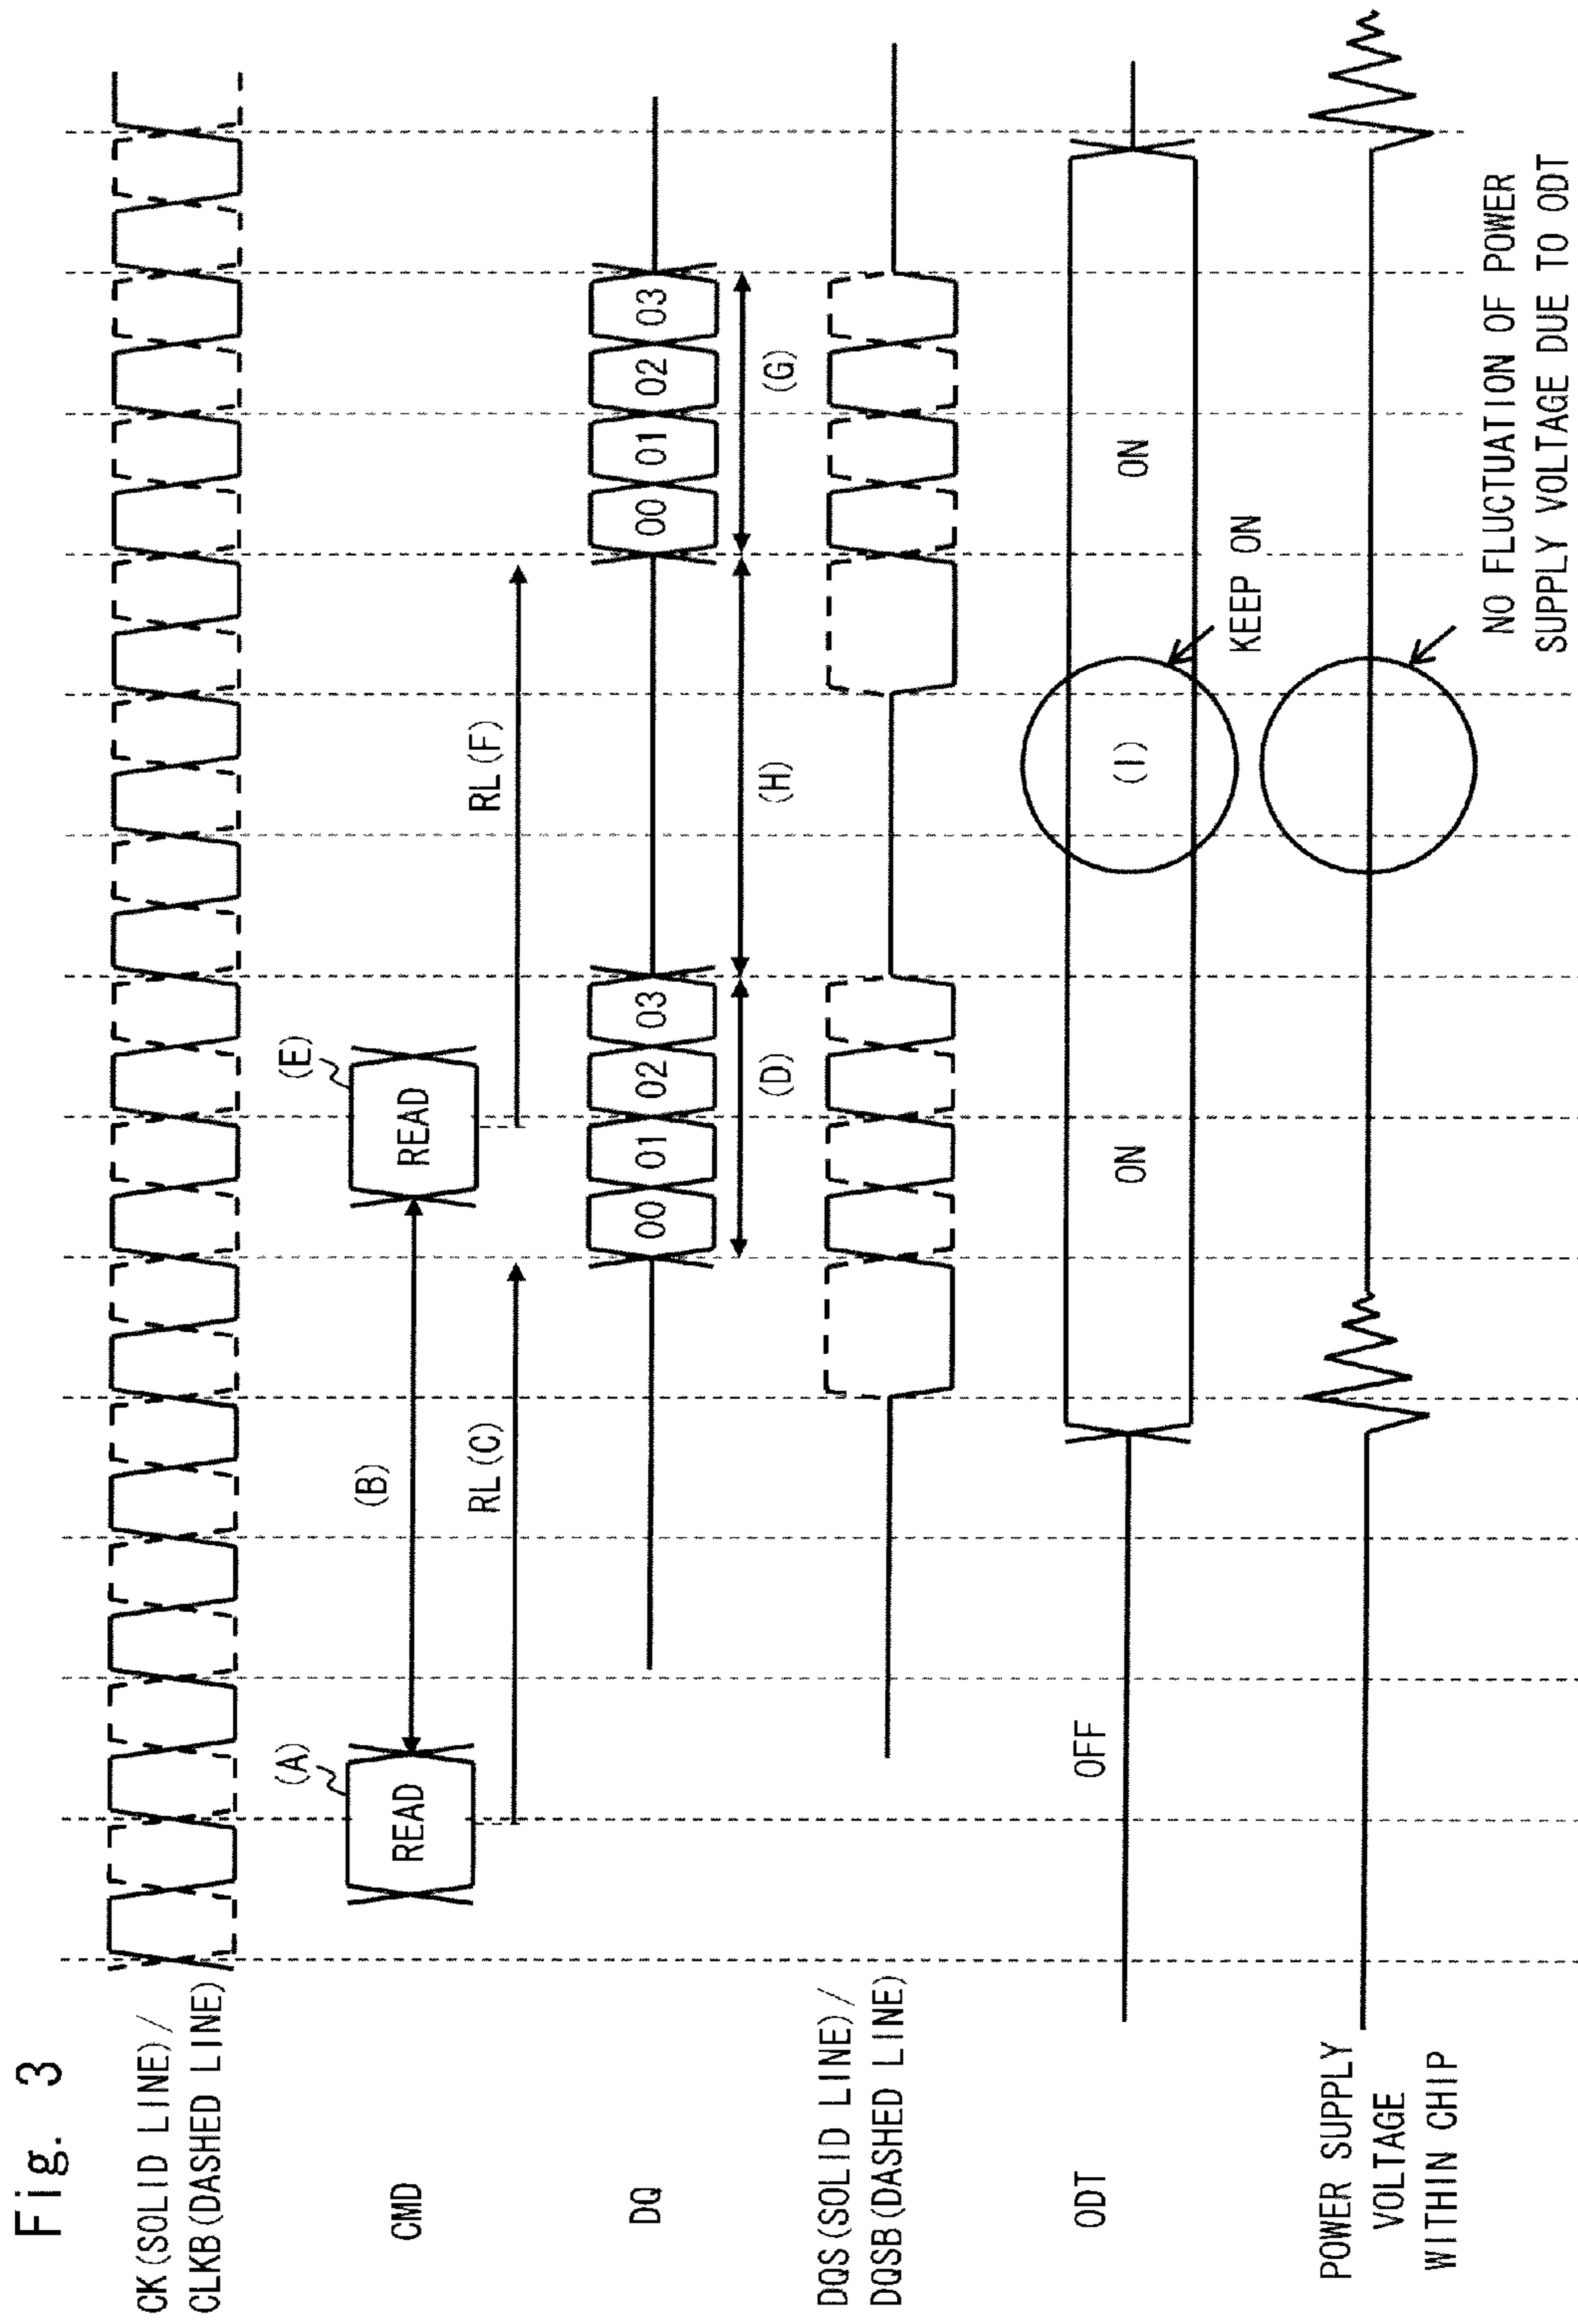 Fig. 3
CK(SOLID LINE)/
CLKB(DASHED LINE)
CMD
(A)
READ
(B)
(E)
READ
RL(C)
RL(F)
DQ
00 01 02 03
00 01 02 03
(D)
(H)
(G)
DQS(SOLID LINE)/
DQSB(DASHED LINE)
ODT
OFF
ON
(I)
ON
KEEP ON
POWER SUPPLY
VOLTAGE
WITHIN CHIP
NO FLUCTUATION OF POWER
SUPPLY VOLTAGE DUE TO ODT